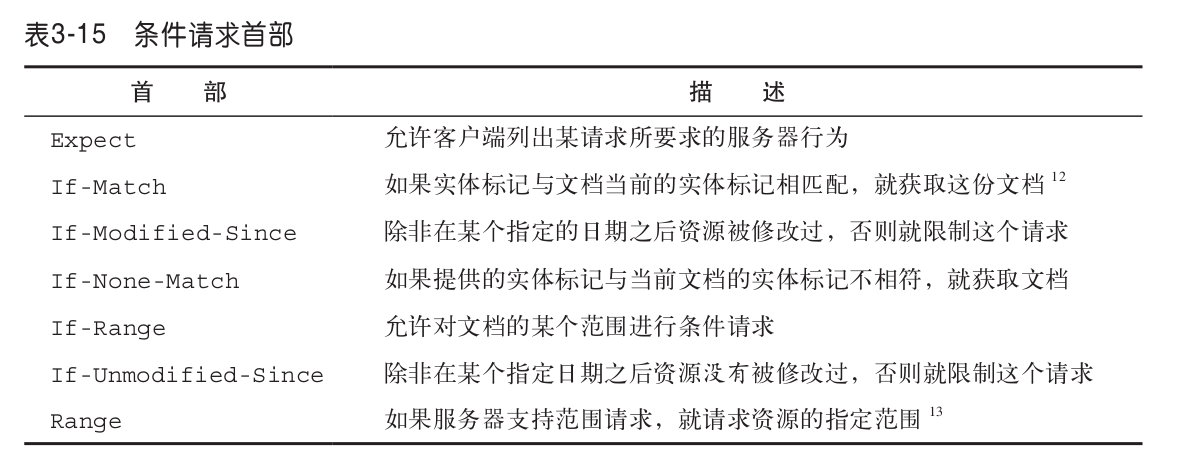 表3-15 条件请求首部
首 部 描 述
Expect 允许客户端列出某请求所要求的服务器行为
If-Match 如果实体标记与文档当前的实体标记相匹配，就获取这份文档12
If-Modified-Since 除非在某个指定的日期之后资源被修改过，否则就限制这个请求
If-None-Match 如果提供的实体标记与当前文档的实体标记不相符，就获取文档
If-Range 允许对文档的某个范围进行条件请求
If-Unmodified-Since 除非在某个指定日期之后资源没有被修改过，否则就限制这个请求
Range 如果服务器支持范围请求，就请求资源的指定范围13